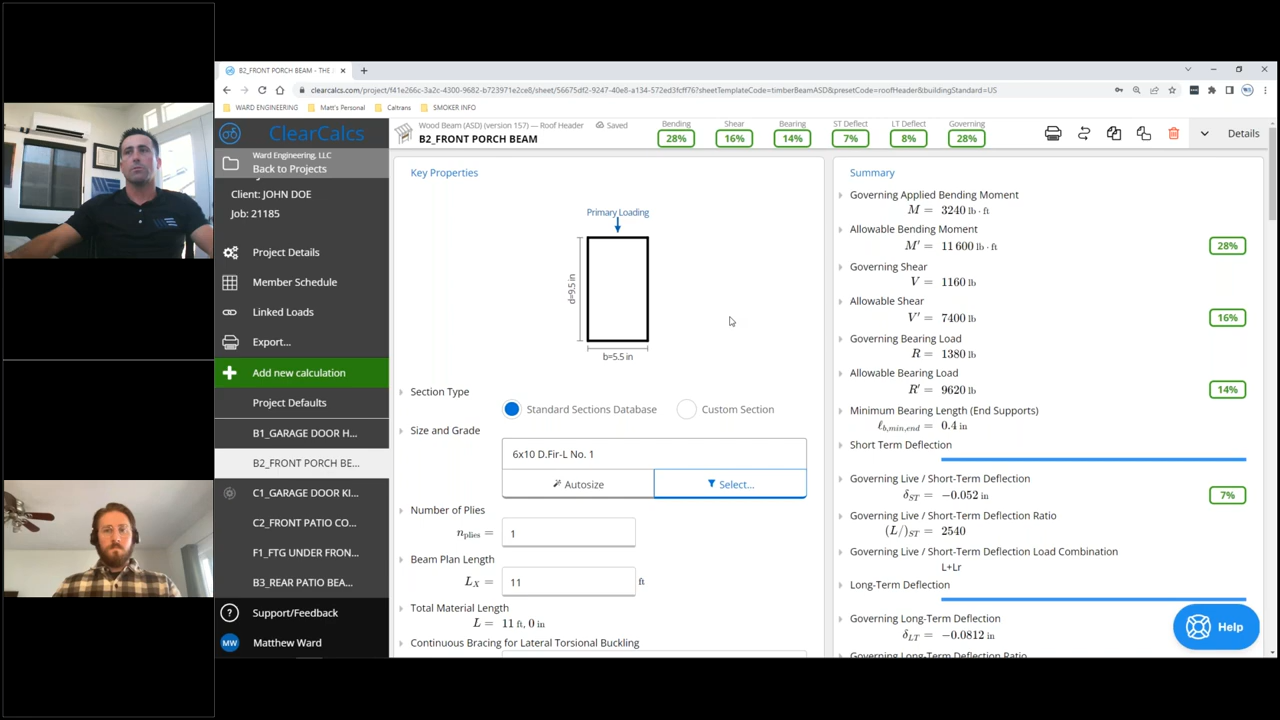 B2_FRONT PORCH BEAM - THE
clearcalcs.com/project/f41e266c-3a2c-4300-9682-b723971e2ce8/sheet/56675df2-9247-40e8-a134-572ed3fcff76?sheetTemplateCode=timberBeamASD&presetCode=roofHeader&buildingStandard=US
WARD ENGINEERING
Matt's Personal
Caltrans
SMOKER INFO
ClearCalcs
Ward Engineering, LLC
Back to Projects
Client: JOHN DOE
Job: 21185
Project Details
Member Schedule
Linked Loads
Export...
Add new calculation
Project Defaults
B1_GARAGE DOOR H...
B2_FRONT PORCH BE...
C1_GARAGE DOOR KI...
C2_FRONT PATIO CO...
F1_FTG UNDER FRON...
B3_REAR PATIO BEA...
Support/Feedback
MW Matthew Ward
Wood Beam (ASD) (version 157) — Roof Header
Saved
B2_FRONT PORCH BEAM
Bending 28%
Shear 16%
Bearing 14%
ST Deflect 7%
LT Deflect 8%
Governing 28%
Details
Key Properties
Primary Loading
d=9.5 in
b=5.5 in
Section Type
Standard Sections Database
Custom Section
Size and Grade
6x10 D.Fir-L No. 1
Autosize
Select...
Number of Plies
nplies = 1
Beam Plan Length
LX = 11 ft
Total Material Length
L = 11 ft, 0 in
Continuous Bracing for Lateral Torsional Buckling
Summary
Governing Applied Bending Moment
M = 3240 lb · ft
Allowable Bending Moment
M′ = 11 600 lb · ft 28%
Governing Shear
V = 1160 lb
Allowable Shear
V′ = 7400 lb 16%
Governing Bearing Load
R = 1380 lb
Allowable Bearing Load
R′ = 9620 lb 14%
Minimum Bearing Length (End Supports)
ℓb,min,end = 0.4 in
Short Term Deflection
Governing Live / Short-Term Deflection
δST = −0.052 in 7%
Governing Live / Short-Term Deflection Ratio
(L/)ST = 2540
Governing Live / Short-Term Deflection Load Combination
L+Lr
Long-Term Deflection
Governing Long-Term Deflection
δLT = −0.0812 in
Governing Long-Term Deflection Ratio
Help